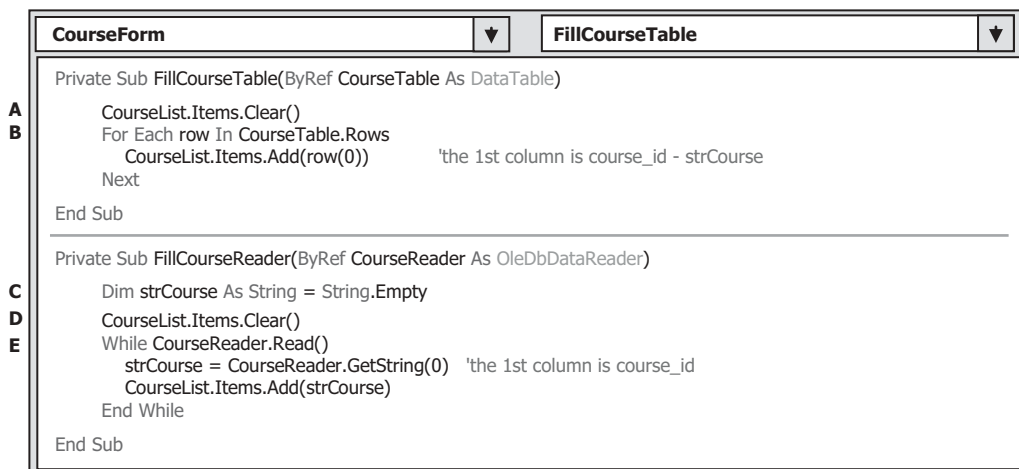 CourseForm FillCourseTable
Private Sub FillCourseTable(ByRef CourseTable As DataTable)
A CourseList.Items.Clear()
B For Each row In CourseTable.Rows
CourseList.Items.Add(row(0)) 'the 1st column is course_id - strCourse
Next
End Sub
Private Sub FillCourseReader(ByRef CourseReader As OleDbDataReader)
C Dim strCourse As String = String.Empty
D CourseList.Items.Clear()
E While CourseReader.Read()
strCourse = CourseReader.GetString(0) 'the 1st column is course_id
CourseList.Items.Add(strCourse)
End While
End Sub